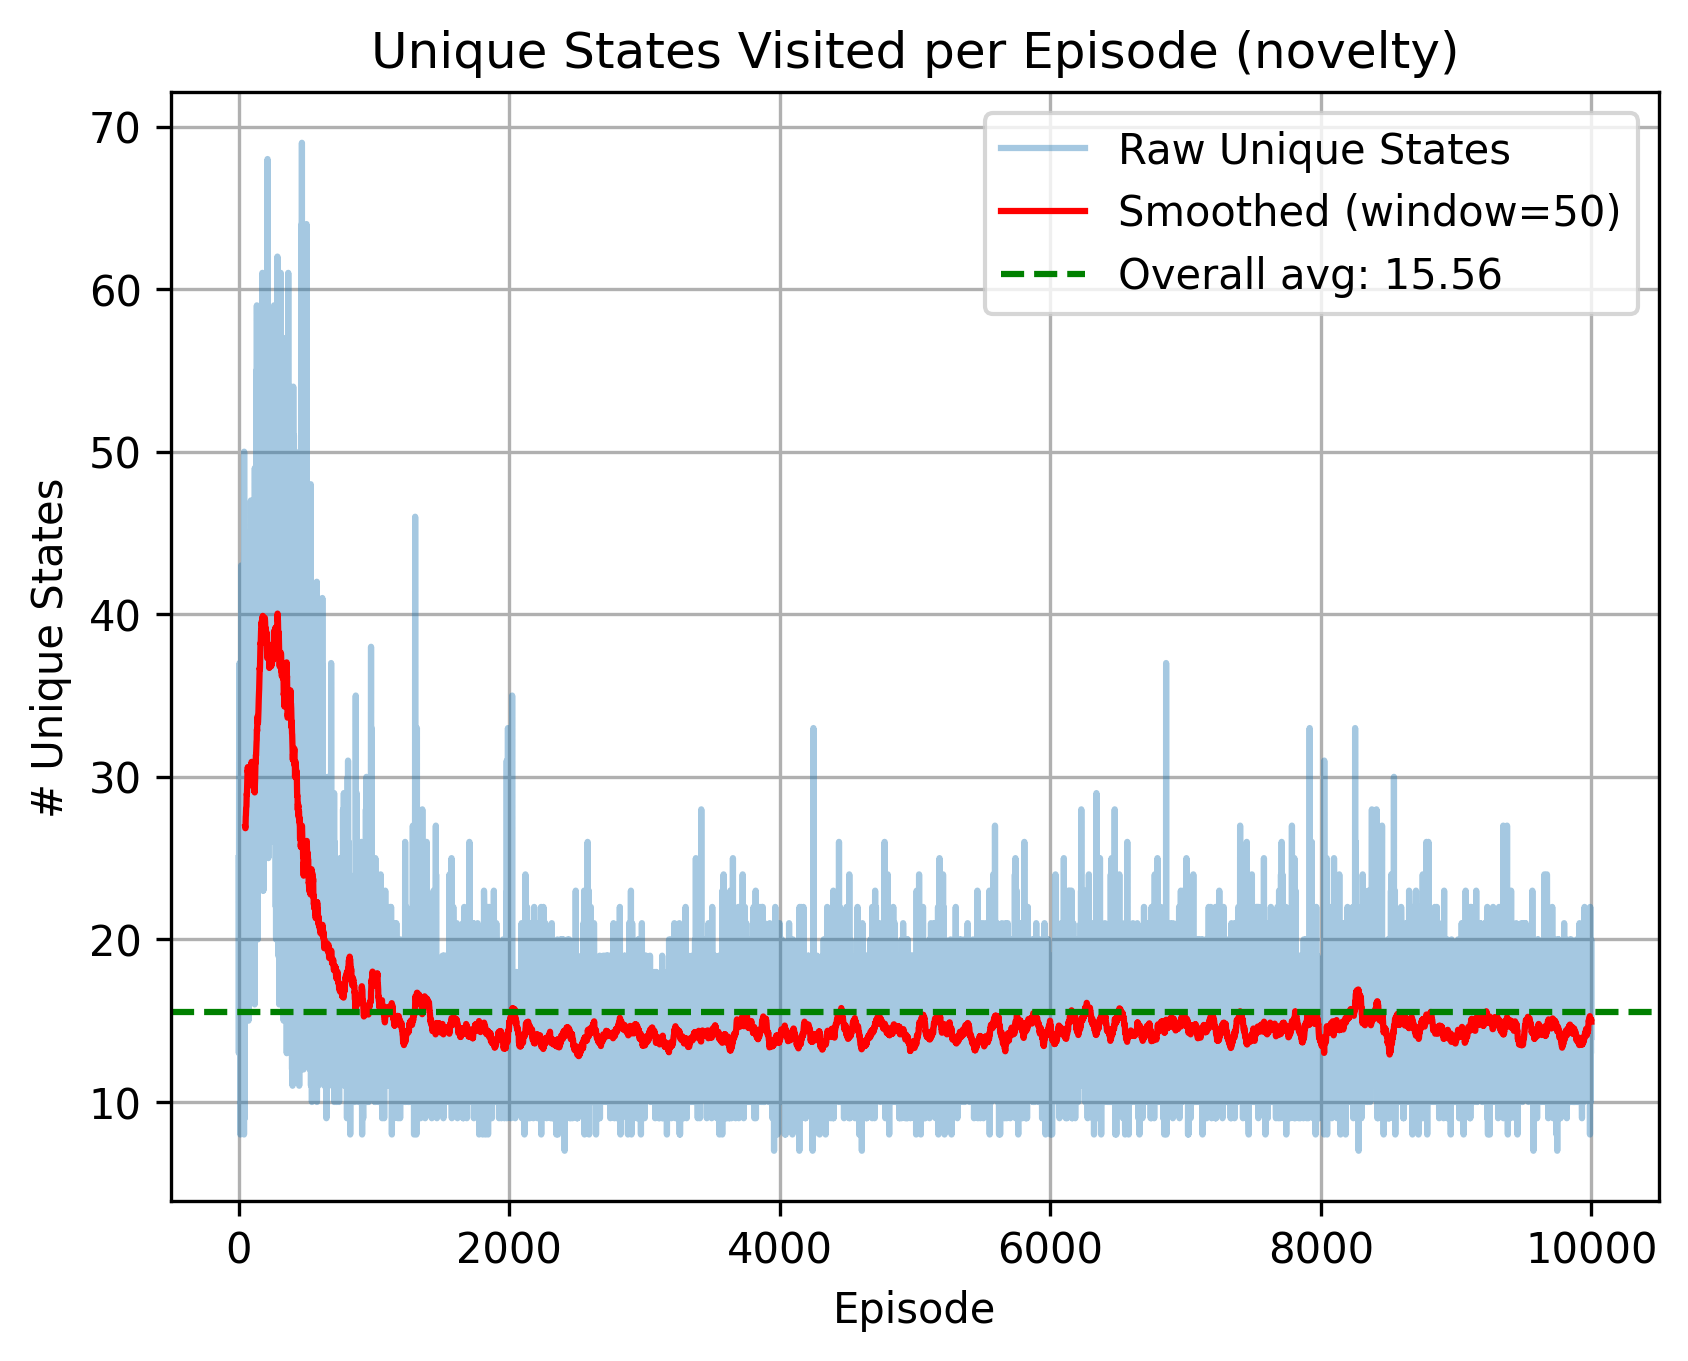 Unique States Visited per Episode (novelty)
70
60
50
40
30
20
10
# Unique States
Raw Unique States
Smoothed (window=50)
Overall avg: 15.56
0 2000 4000 6000 8000 10000
Episode